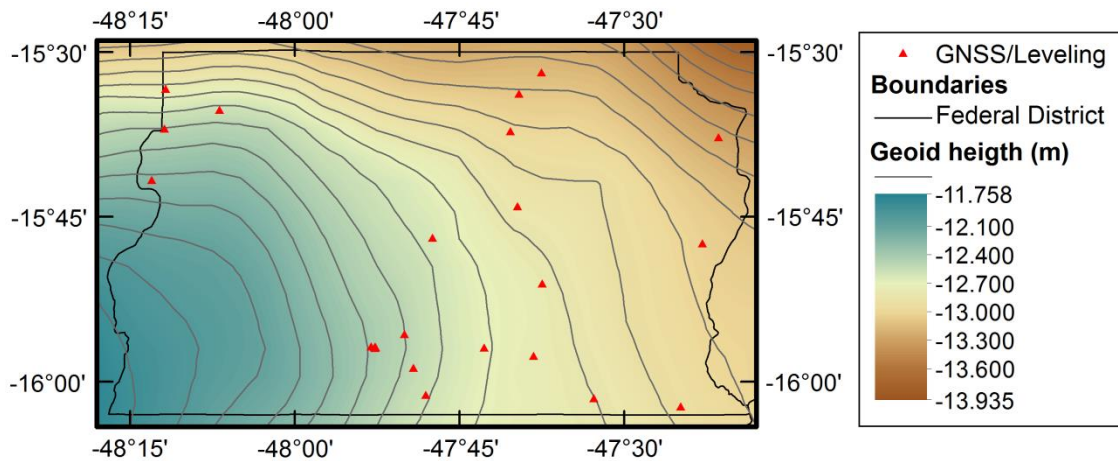 -48°15' -48°00' -47°45' -47°30'
-15°30' -15°30'
-15°45' -15°45'
-16°00' -16°00'
-48°15' -48°00' -47°45' -47°30'
GNSS/Leveling
Boundaries
Federal District
Geoid heigth (m)
-11.758
-12.100
-12.400
-12.700
-13.000
-13.300
-13.600
-13.935